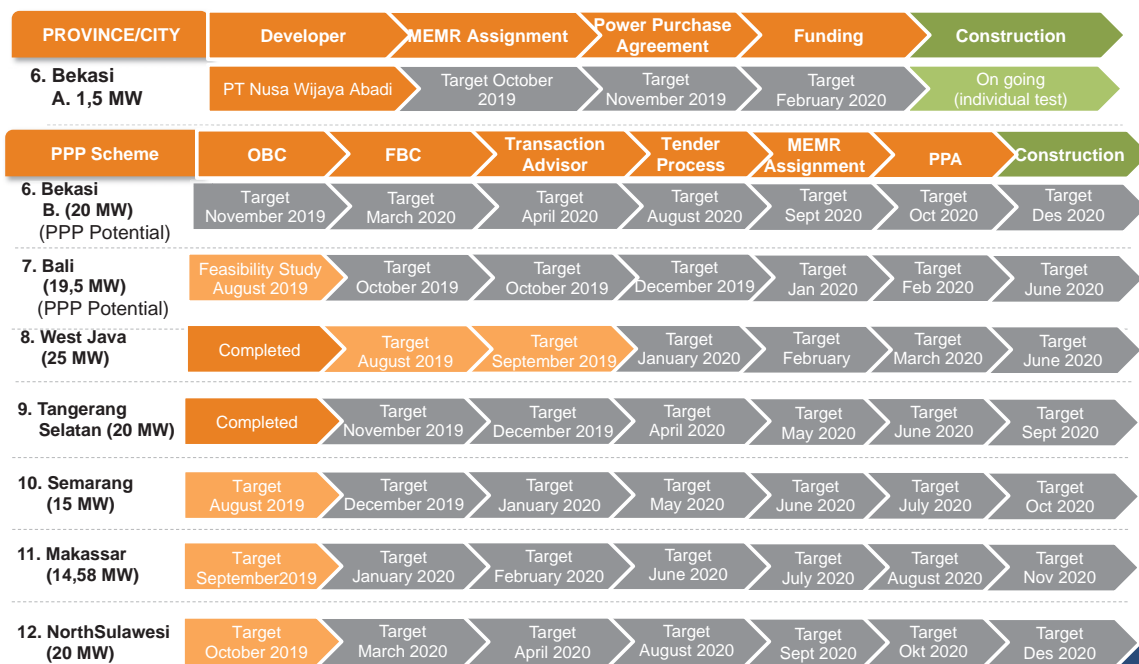 PROVINCE/CITY
Developer
MEMR Assignment
Power Purchase
Agreement
Funding
Construction
6. Bekasi
A. 1,5 MW
PT Nusa Wijaya Abadi
Target October
2019
Target
November 2019
Target
February 2020
On going
(individual test)
PPP Scheme
OBC
FBC
Transaction
Advisor
Tender
Process
MEMR
Assignment
PPA
Construction
6. Bekasi
B. (20 MW)
(PPP Potential)
Target
November 2019
Target
March 2020
Target
April 2020
Target
August 2020
Target
Sept 2020
Target
Oct 2020
Target
Des 2020
7. Bali
(19,5 MW)
(PPP Potential)
Feasibility Study
August 2019
Target
October 2019
Target
October 2019
Target
December 2019
Target
Jan 2020
Target
Feb 2020
Target
June 2020
8. West Java
(25 MW)
Completed
Target
August 2019
Target
September 2019
Target
January 2020
Target
February
Target
March 2020
Target
June 2020
9. Tangerang
Selatan (20 MW)
Completed
Target
November 2019
Target
December 2019
Target
April 2020
Target
May 2020
Target
June 2020
Target
Sept 2020
10. Semarang
(15 MW)
Target
August 2019
Target
December 2019
Target
January 2020
Target
May 2020
Target
June 2020
Target
July 2020
Target
Oct 2020
11. Makassar
(14,58 MW)
Target
September2019
Target
January 2020
Target
February 2020
Target
June 2020
Target
July 2020
Target
August 2020
Target
Nov 2020
12. NorthSulawesi
(20 MW)
Target
October 2019
Target
March 2020
Target
April 2020
Target
August 2020
Target
Sept 2020
Target
Okt 2020
Target
Des 2020